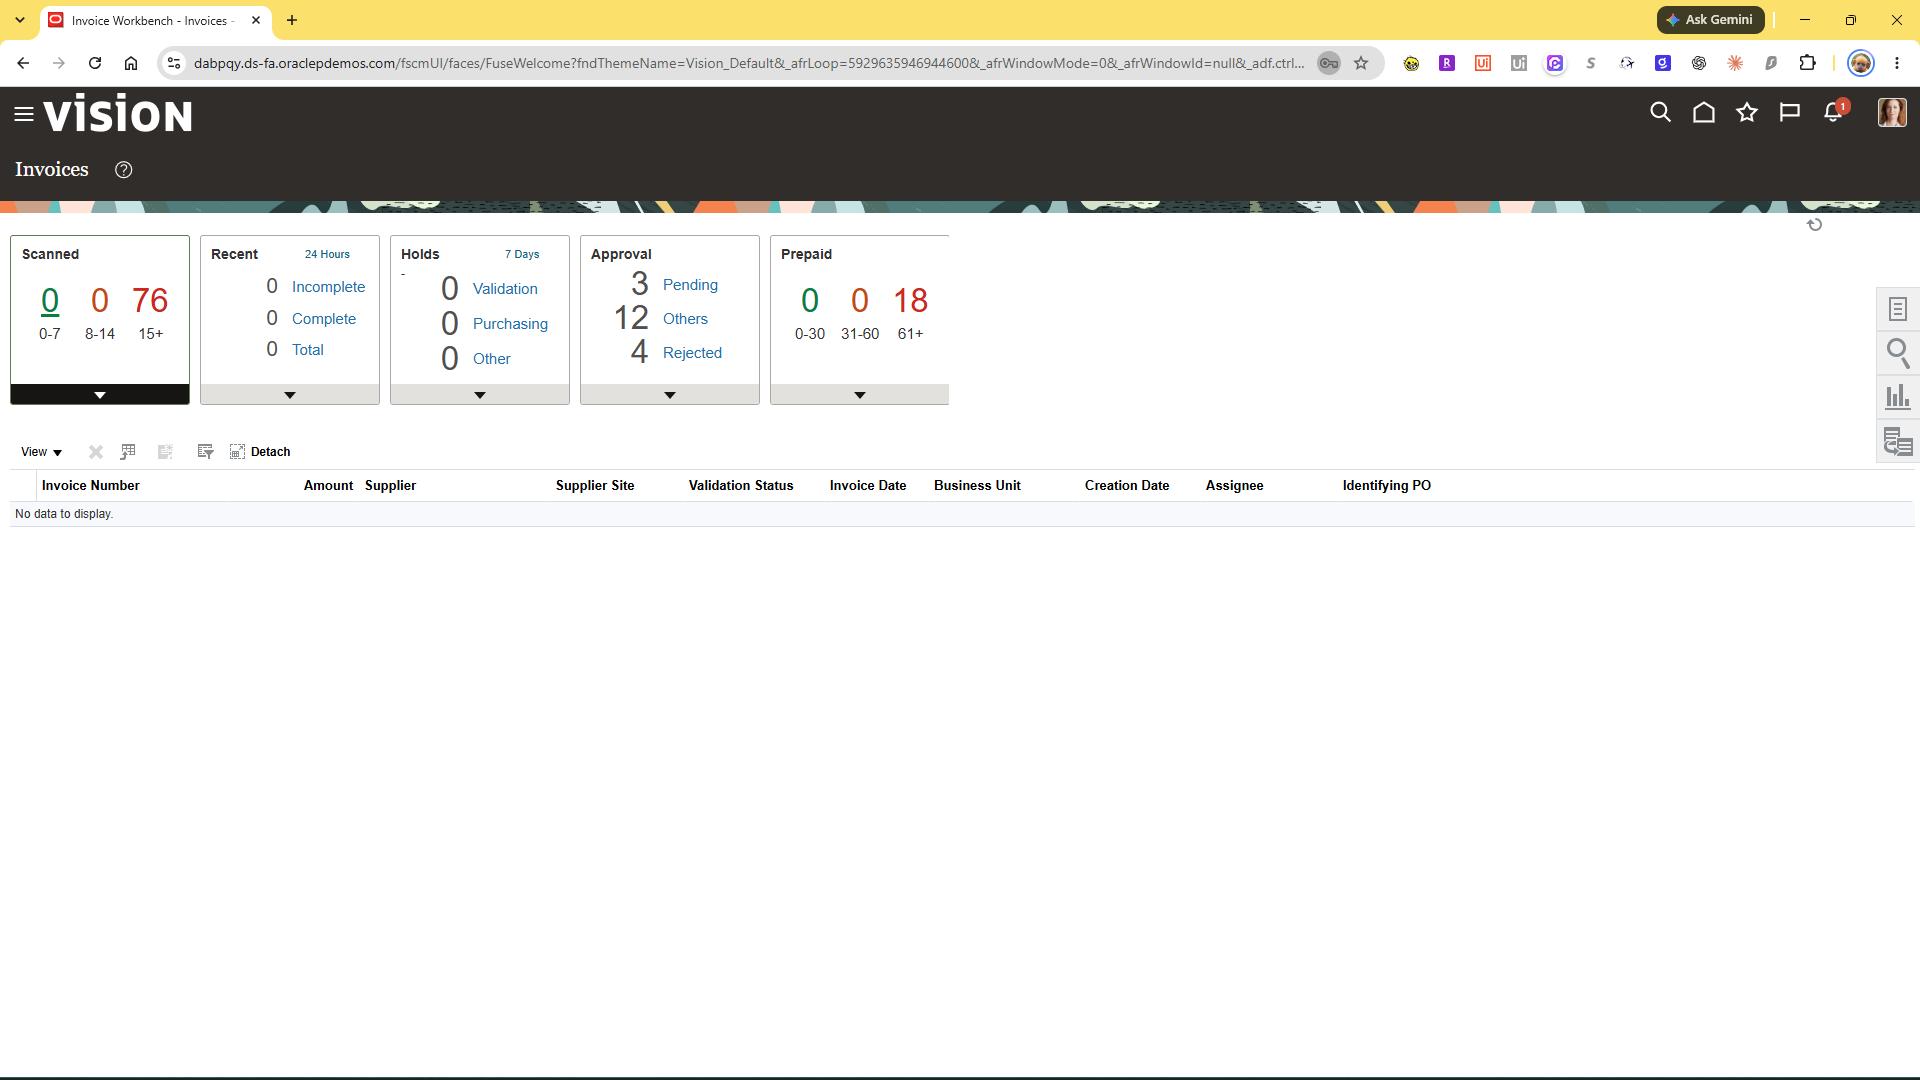 Invoice Workbench - Invoices -
Ask Gemini
dabpqy.ds-fa.oraclepdemos.com/fscmUI/faces/FuseWelcome?fndThemeName=Vision_Default&_afrLoop=5929635946944600&_afrWindowMode=0&_afrWindowId=null&_adf.ctrl...
VISION
1
Invoices
Scanned
0 0 76
0-7 8-14 15+
Recent 24 Hours
0 Incomplete
0 Complete
0 Total
Holds 7 Days
-
0 Validation
0 Purchasing
0 Other
Approval
3 Pending
12 Others
4 Rejected
Prepaid
0 0 18
0-30 31-60 61+
View Detach
Invoice Number Amount Supplier Supplier Site Validation Status Invoice Date Business Unit Creation Date Assignee Identifying PO
No data to display.